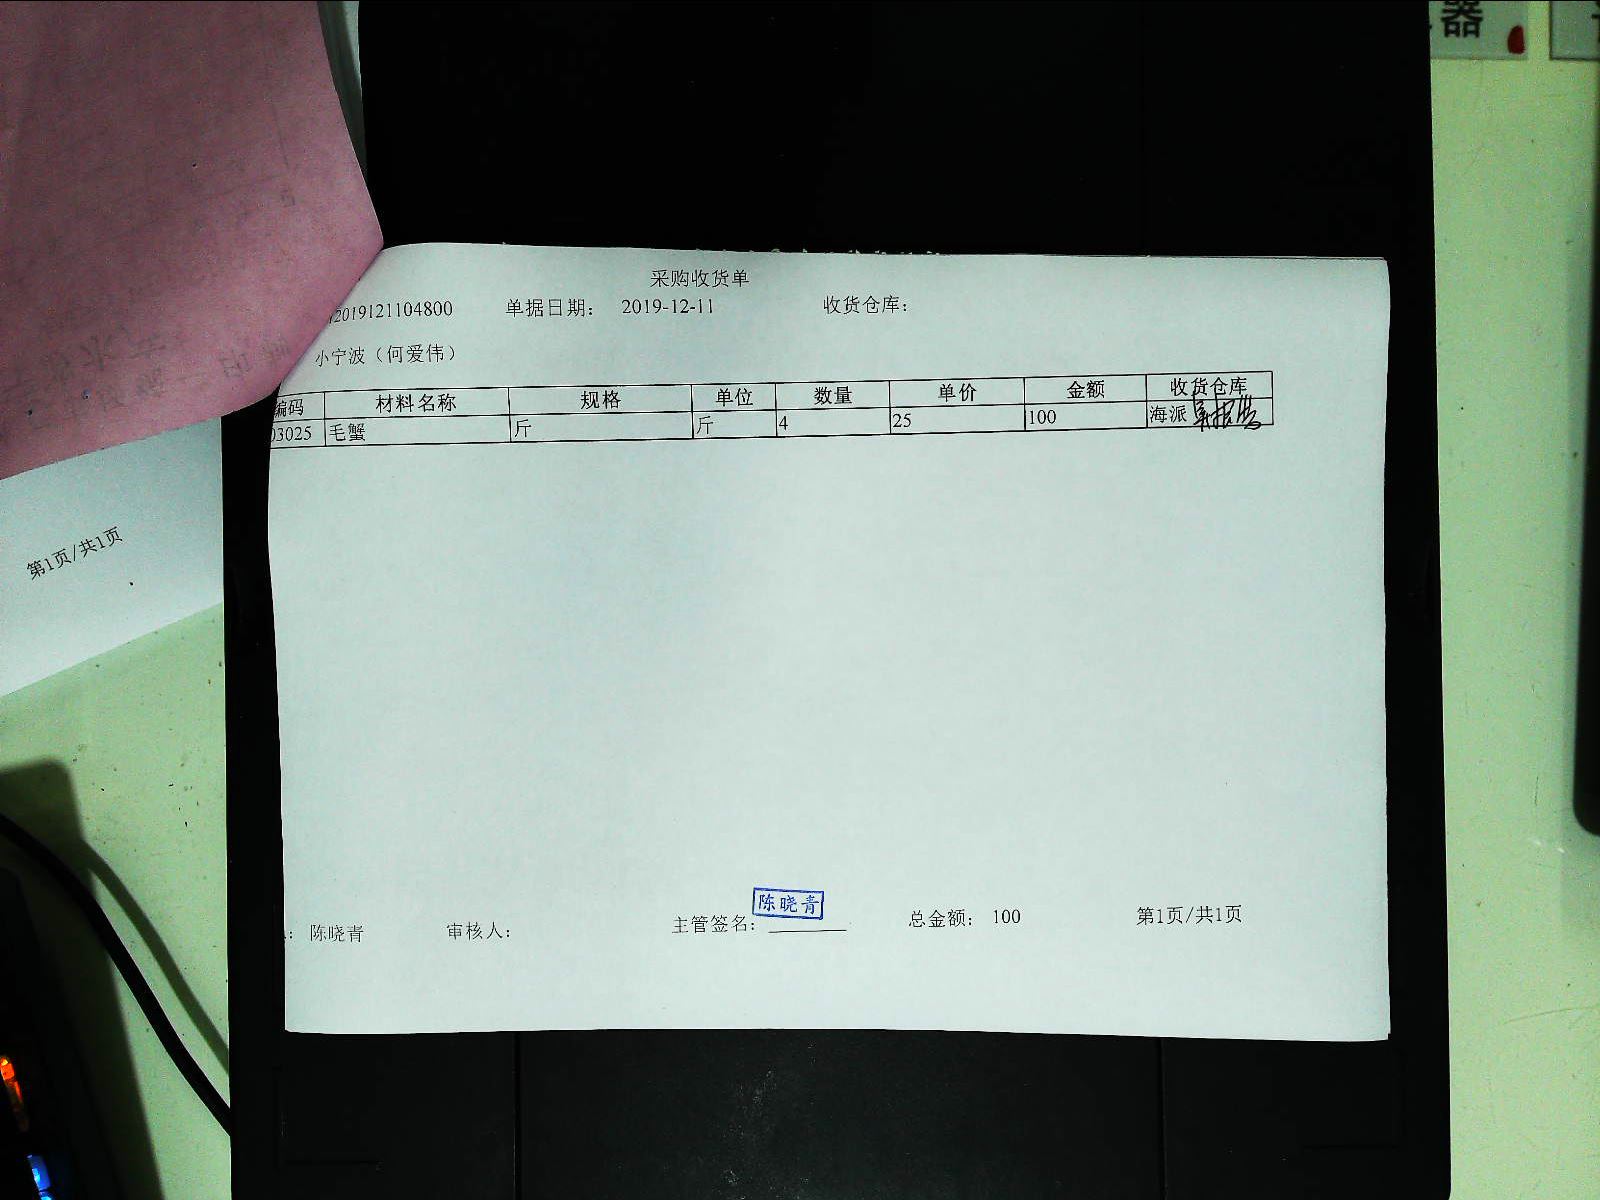 器
采购收货单
2019121104800 单据日期： 2019-12-11 收货仓库：
小宁波（何爱伟）
编码 材料名称 规格 单位 数量 单价 金额 收货仓库
03025 毛蟹 斤 斤 4 25 100 海派
第1页/共1页
陈晓青
：陈晓青 审核人： 主管签名： 总金额： 100 第1页/共1页